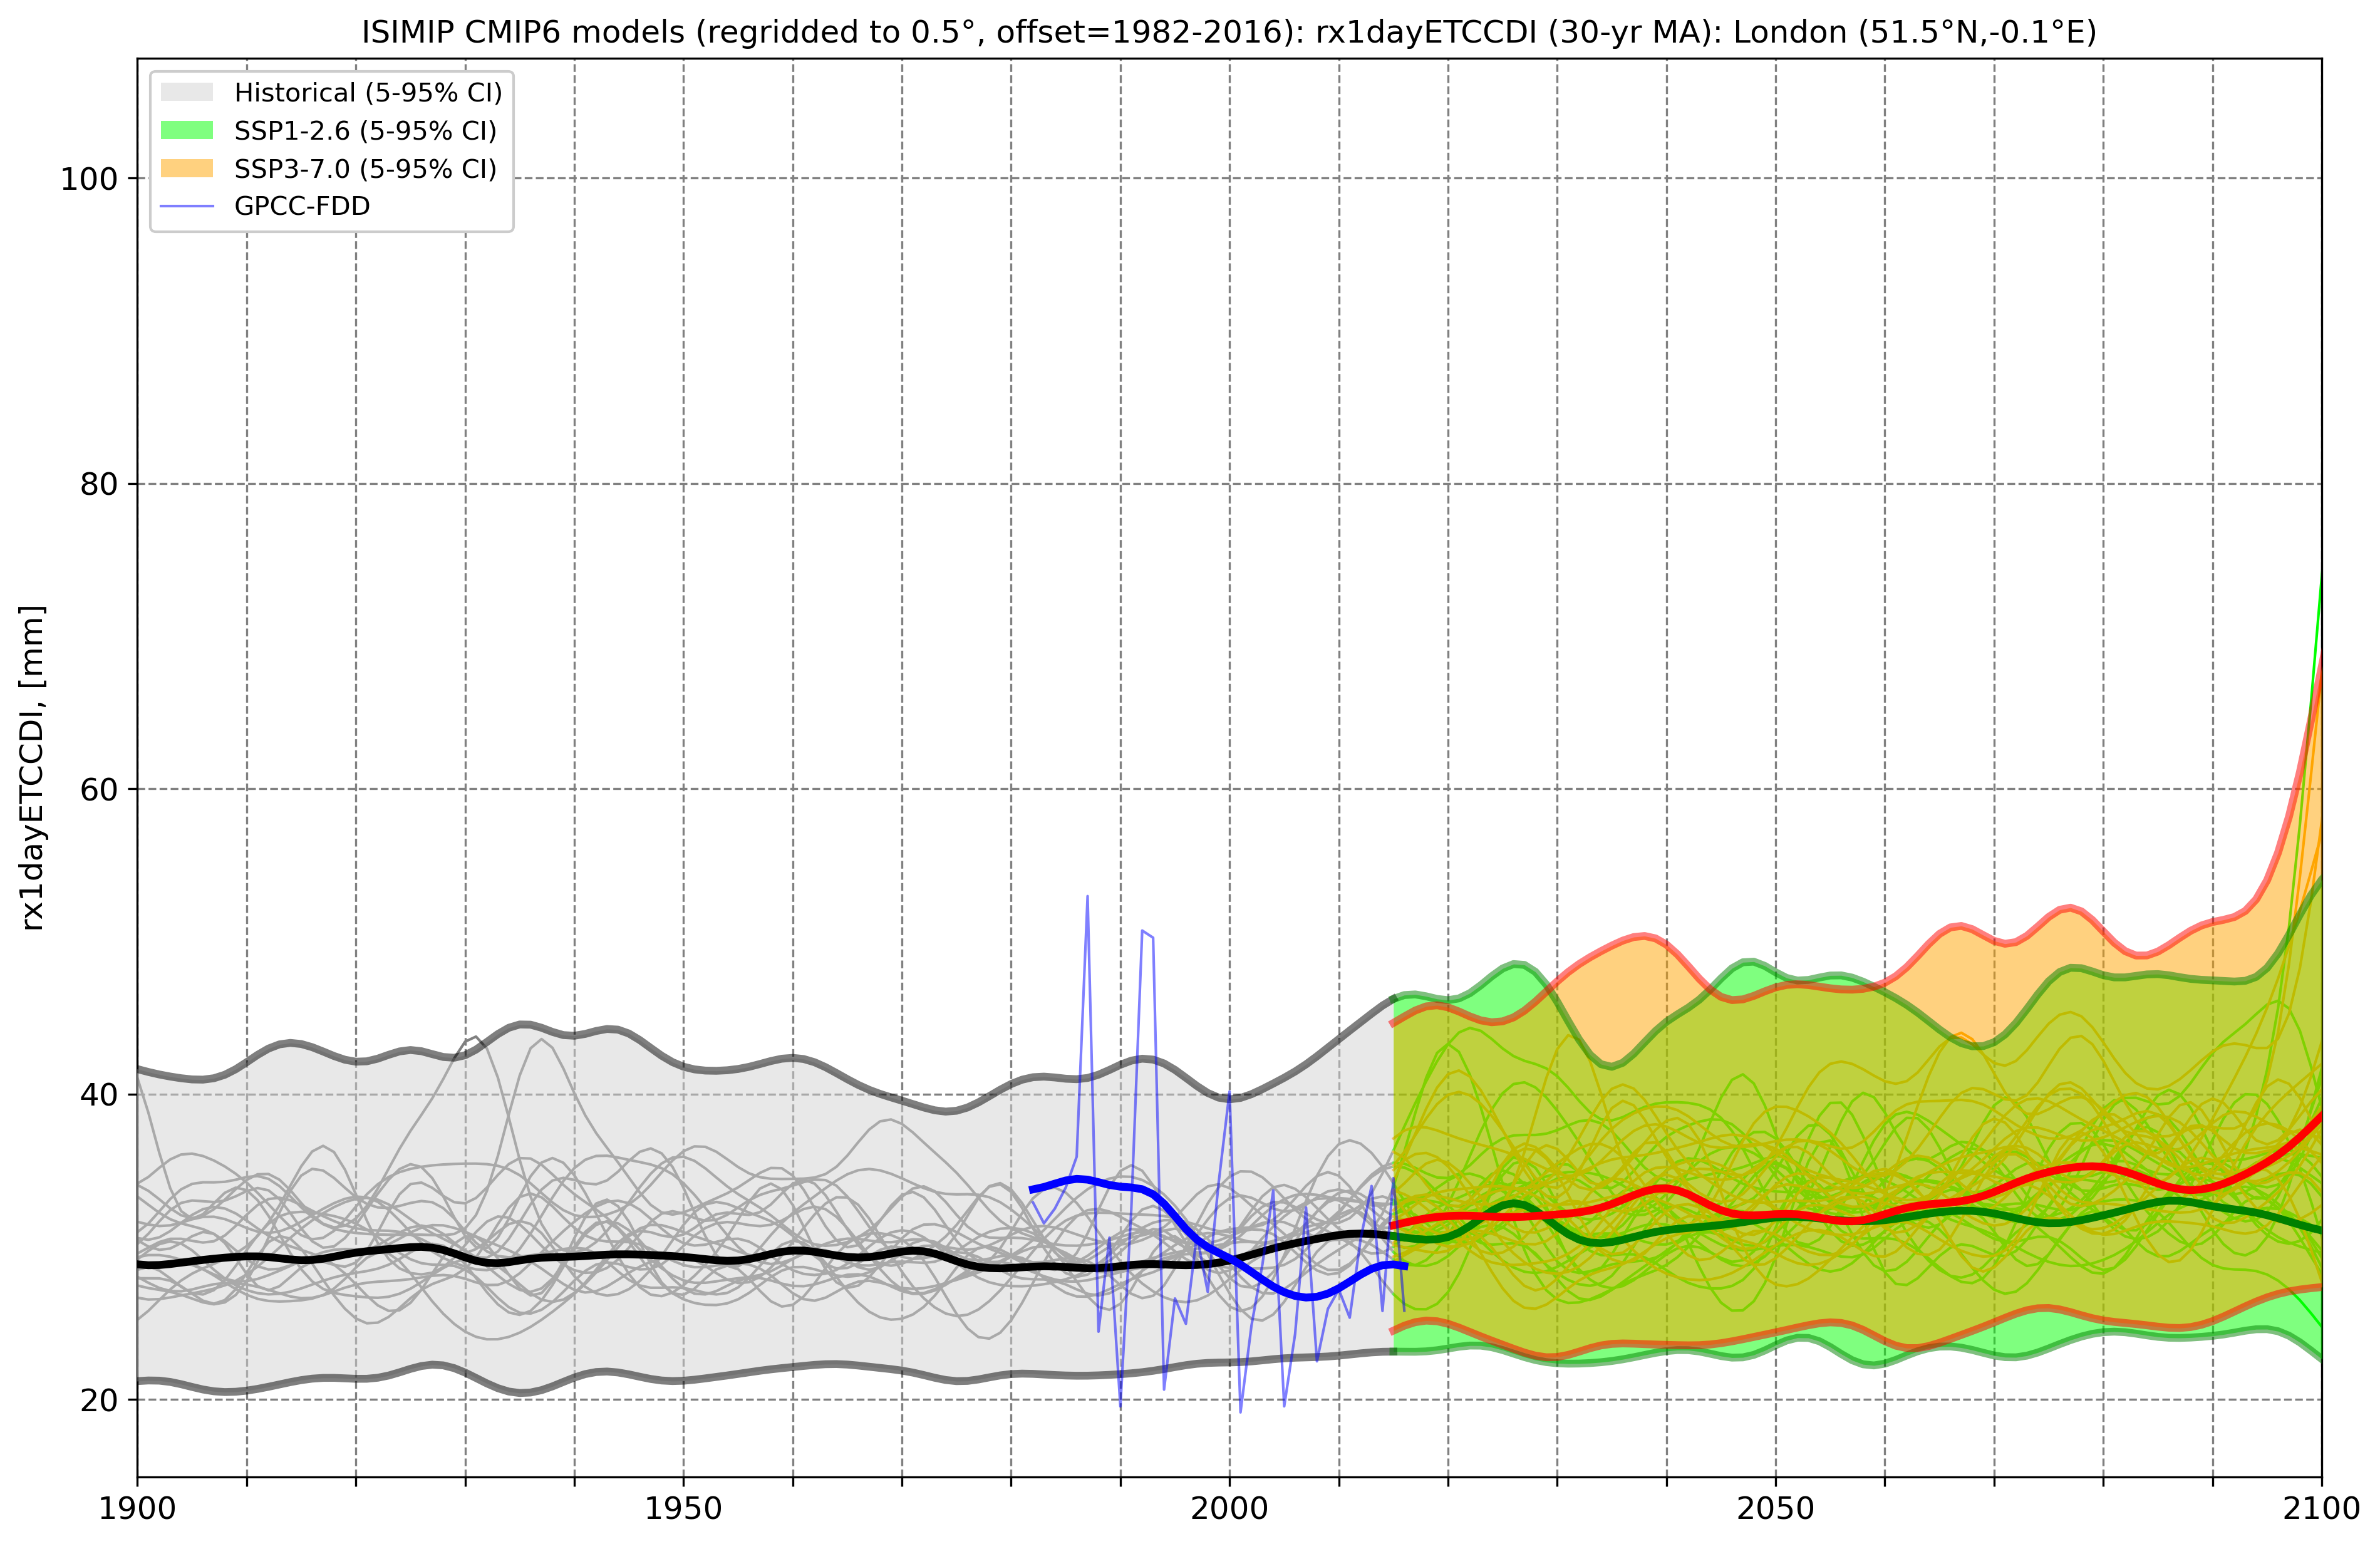 ISIMIP CMIP6 models (regridded to 0.5°, offset=1982-2016): rx1dayETCCDI (30-yr MA): London (51.5°N,-0.1°E)
Historical (5-95% CI)
SSP1-2.6 (5-95% CI)
SSP3-7.0 (5-95% CI)
GPCC-FDD
rx1dayETCCDI, [mm]
100
80
60
40
20
1900
1950
2000
2050
2100